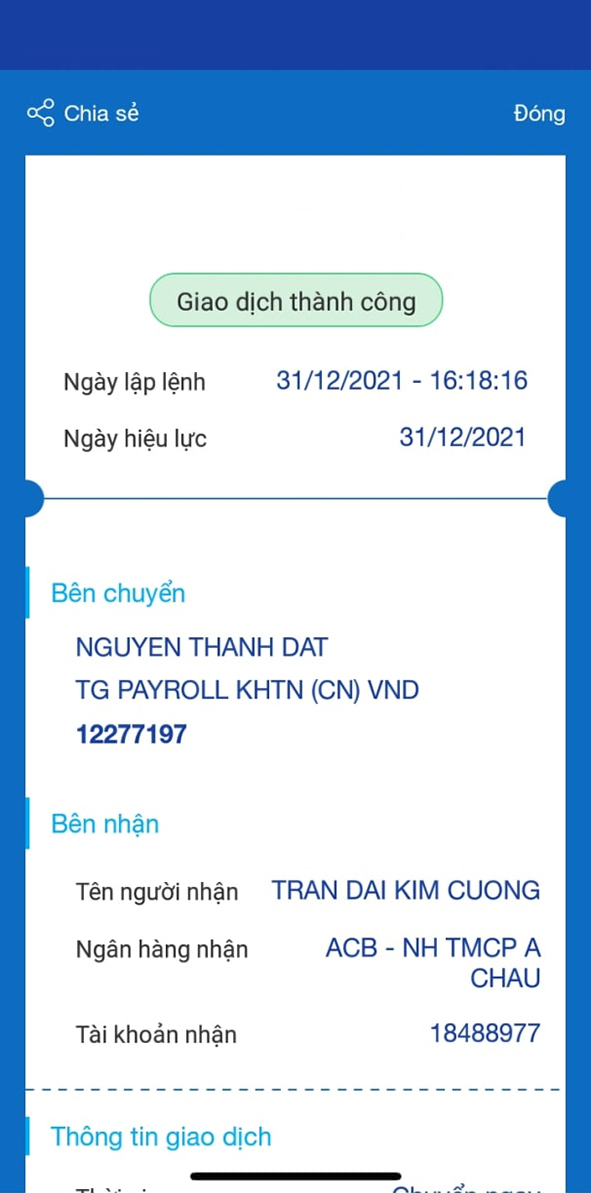 Chia sẻ Đóng
Giao dịch thành công
Ngày lập lệnh 31/12/2021 - 16:18:16
Ngày hiệu lực 31/12/2021
Bên chuyển
NGUYEN THANH DAT
TG PAYROLL KHTN (CN) VND
12277197
Bên nhận
Tên người nhận TRAN DAI KIM CUONG
Ngân hàng nhận ACB - NH TMCP A
CHAU
Tài khoản nhận 18488977
Thông tin giao dịch
Chuyển ngay